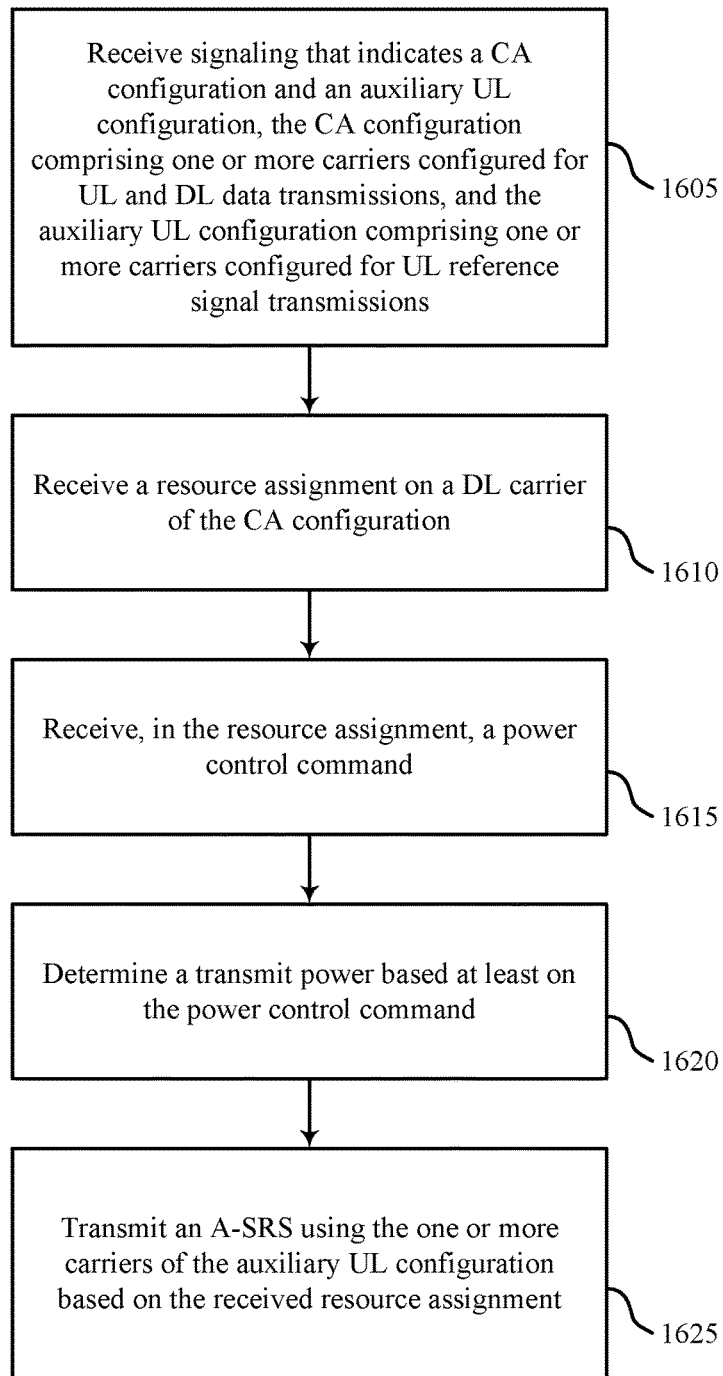 Receive signaling that indicates a CA
configuration and an auxiliary UL
configuration, the CA configuration
comprising one or more carriers configured for
UL and DL data transmissions, and the
auxiliary UL configuration comprising one or
more carriers configured for UL reference
signal transmissions
1605
Receive a resource assignment on a DL carrier
of the CA configuration
1610
Receive, in the resource assignment, a power
control command
1615
Determine a transmit power based at least on
the power control command
1620
Transmit an A-SRS using the one or more
carriers of the auxiliary UL configuration
based on the received resource assignment
1625